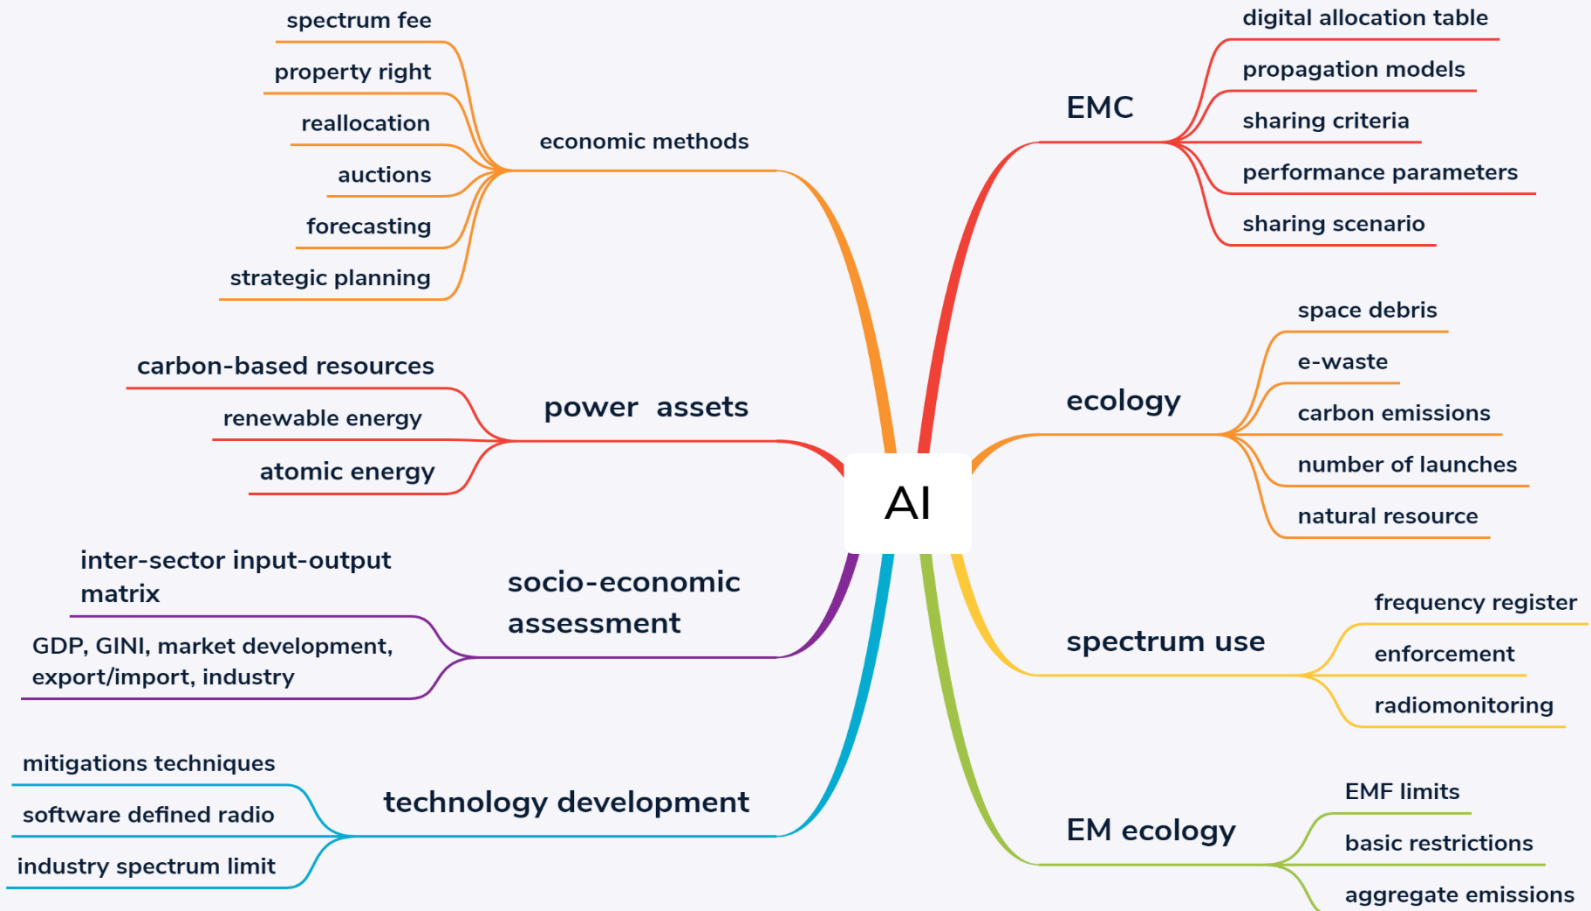 spectrum fee
property right
reallocation
auctions
forecasting
strategic planning
economic methods
carbon-based resources
renewable energy
atomic energy
power assets
inter-sector input-output
matrix
GDP, GINI, market development,
export/import, industry
socio-economic
assessment
mitigations techniques
software defined radio
industry spectrum limit
technology development
AI
EMC
digital allocation table
propagation models
sharing criteria
performance parameters
sharing scenario
ecology
space debris
e-waste
carbon emissions
number of launches
natural resource
spectrum use
frequency register
enforcement
radiomonitoring
EM ecology
EMF limits
basic restrictions
aggregate emissions